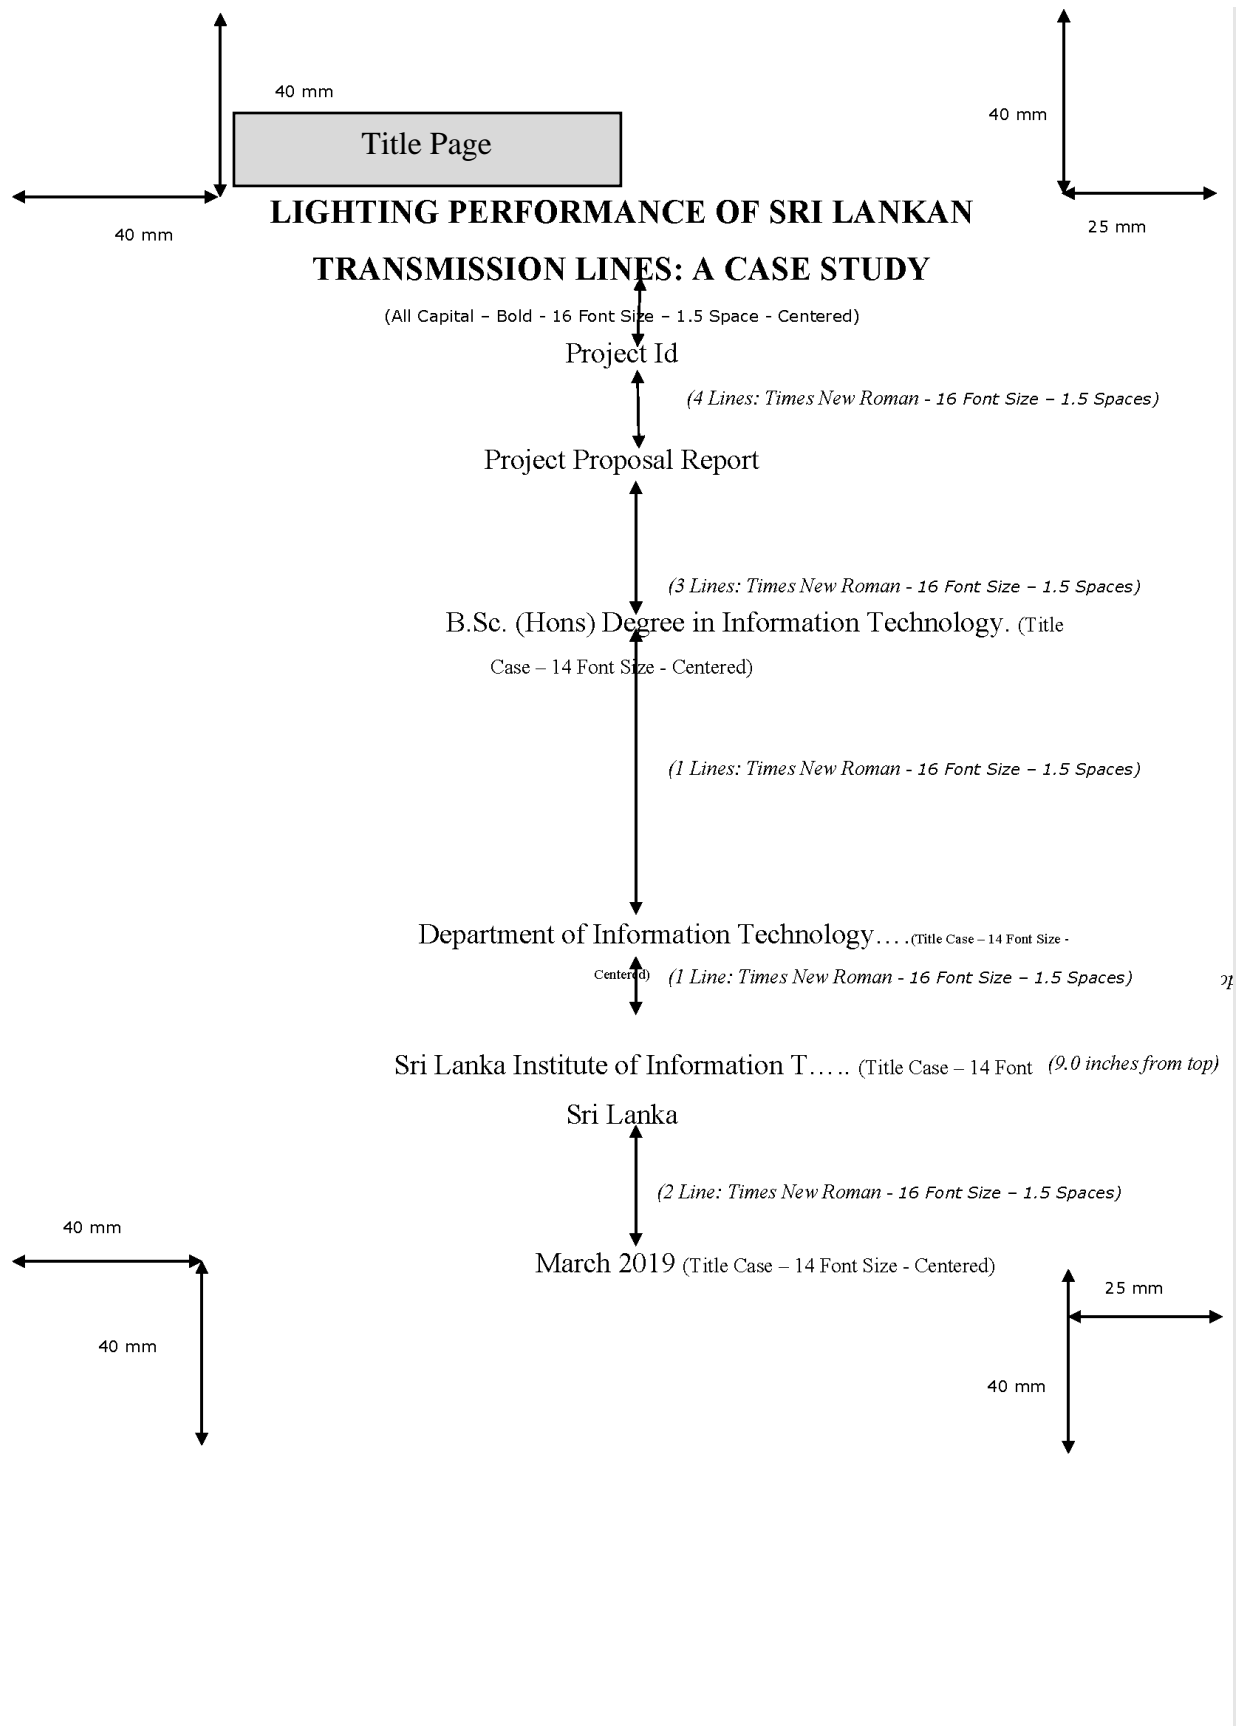 40 mm
40 mm
Title Page
40 mm
25 mm
LIGHTING PERFORMANCE OF SRI LANKAN
TRANSMISSION LINES: A CASE STUDY
(All Capital – Bold - 16 Font Size – 1.5 Space - Centered)
Project Id
(4 Lines: Times New Roman - 16 Font Size – 1.5 Spaces)
Project Proposal Report
(3 Lines: Times New Roman - 16 Font Size – 1.5 Spaces)
B.Sc. (Hons) Degree in Information Technology. (Title
Case – 14 Font Size - Centered)
(1 Lines: Times New Roman - 16 Font Size – 1.5 Spaces)
Department of Information Technology….(Title Case – 14 Font Size -
Centered) (1 Line: Times New Roman - 16 Font Size – 1.5 Spaces)
Sri Lanka Institute of Information T….. (Title Case – 14 Font (9.0 inches from top)
Sri Lanka
(2 Line: Times New Roman - 16 Font Size – 1.5 Spaces)
40 mm
March 2019 (Title Case – 14 Font Size - Centered)
25 mm
40 mm
40 mm